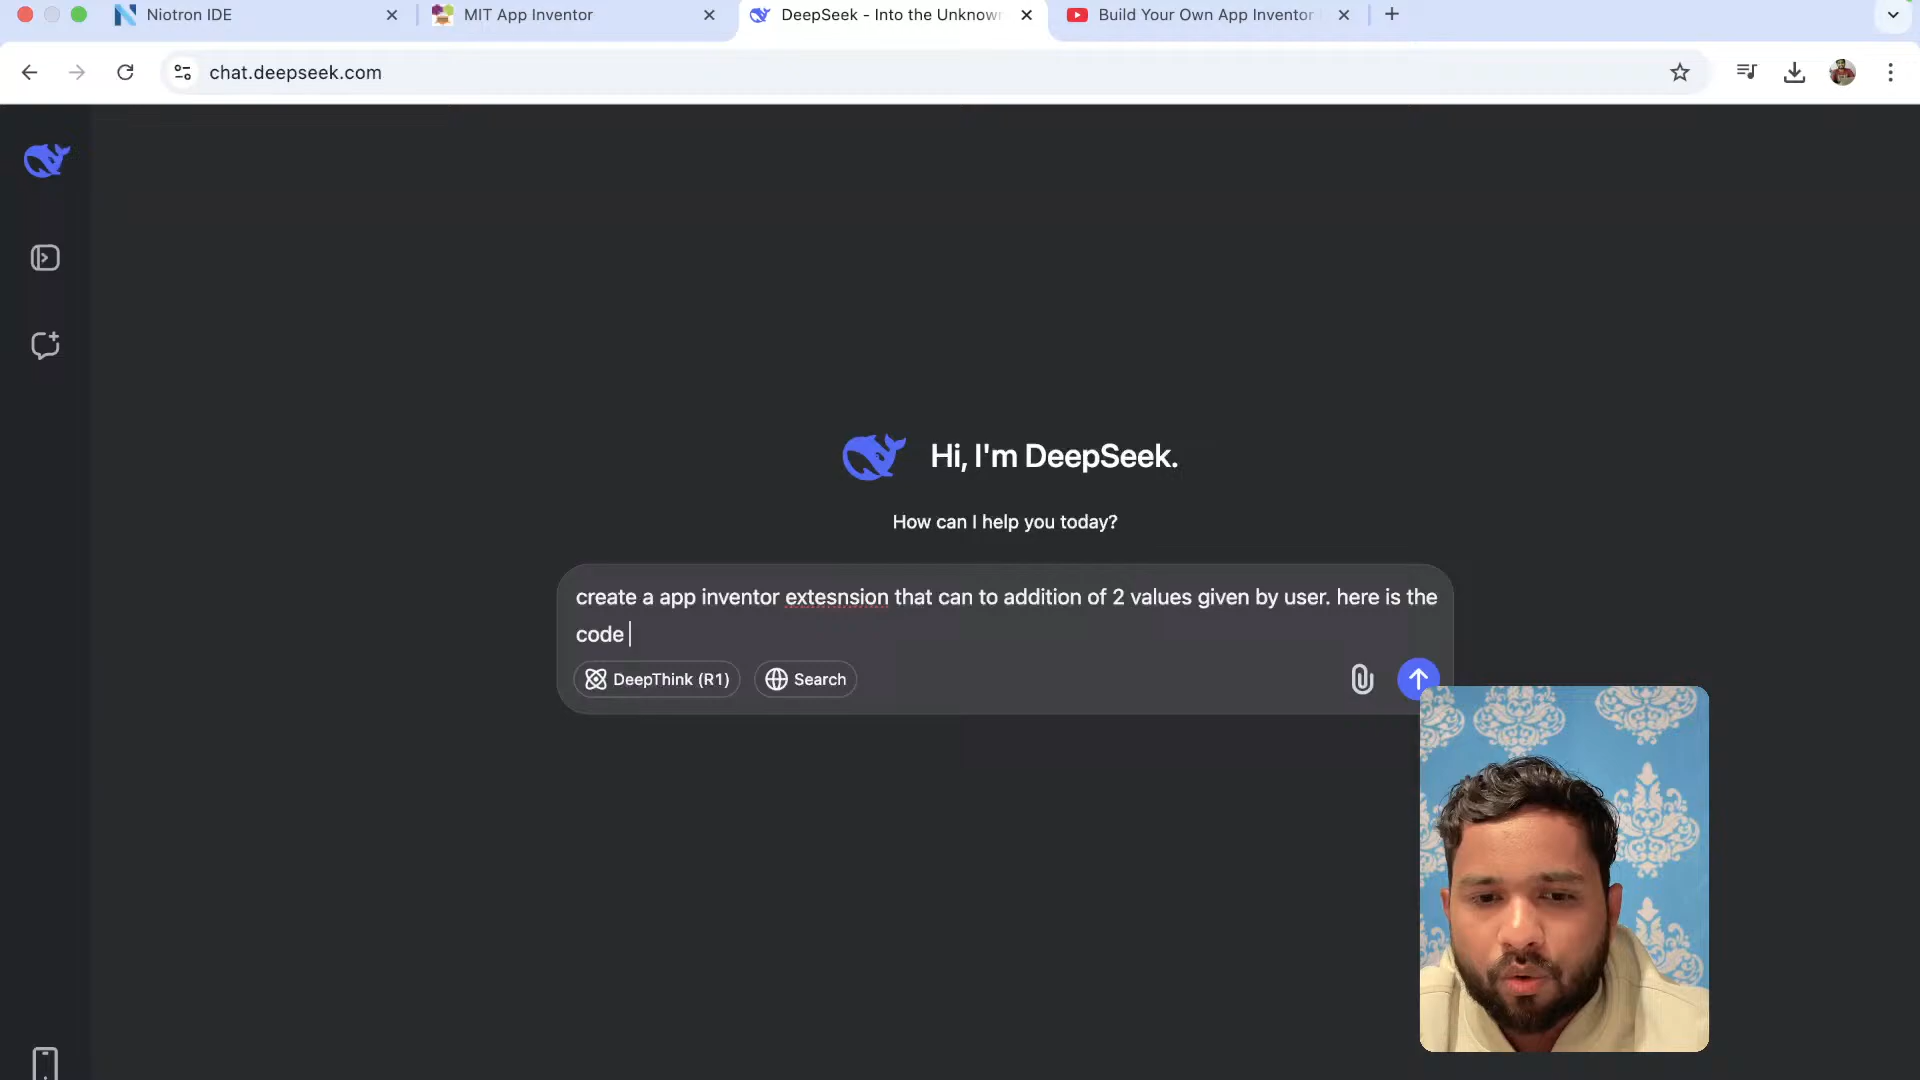 Niotron IDE
MIT App Inventor
DeepSeek - Into the Unknown
Build Your Own App Inventor
chat.deepseek.com
Hi, I'm DeepSeek.
How can I help you today?
create a app inventor extesnsion that can to addition of 2 values given by user. here is the
code
DeepThink (R1)
Search